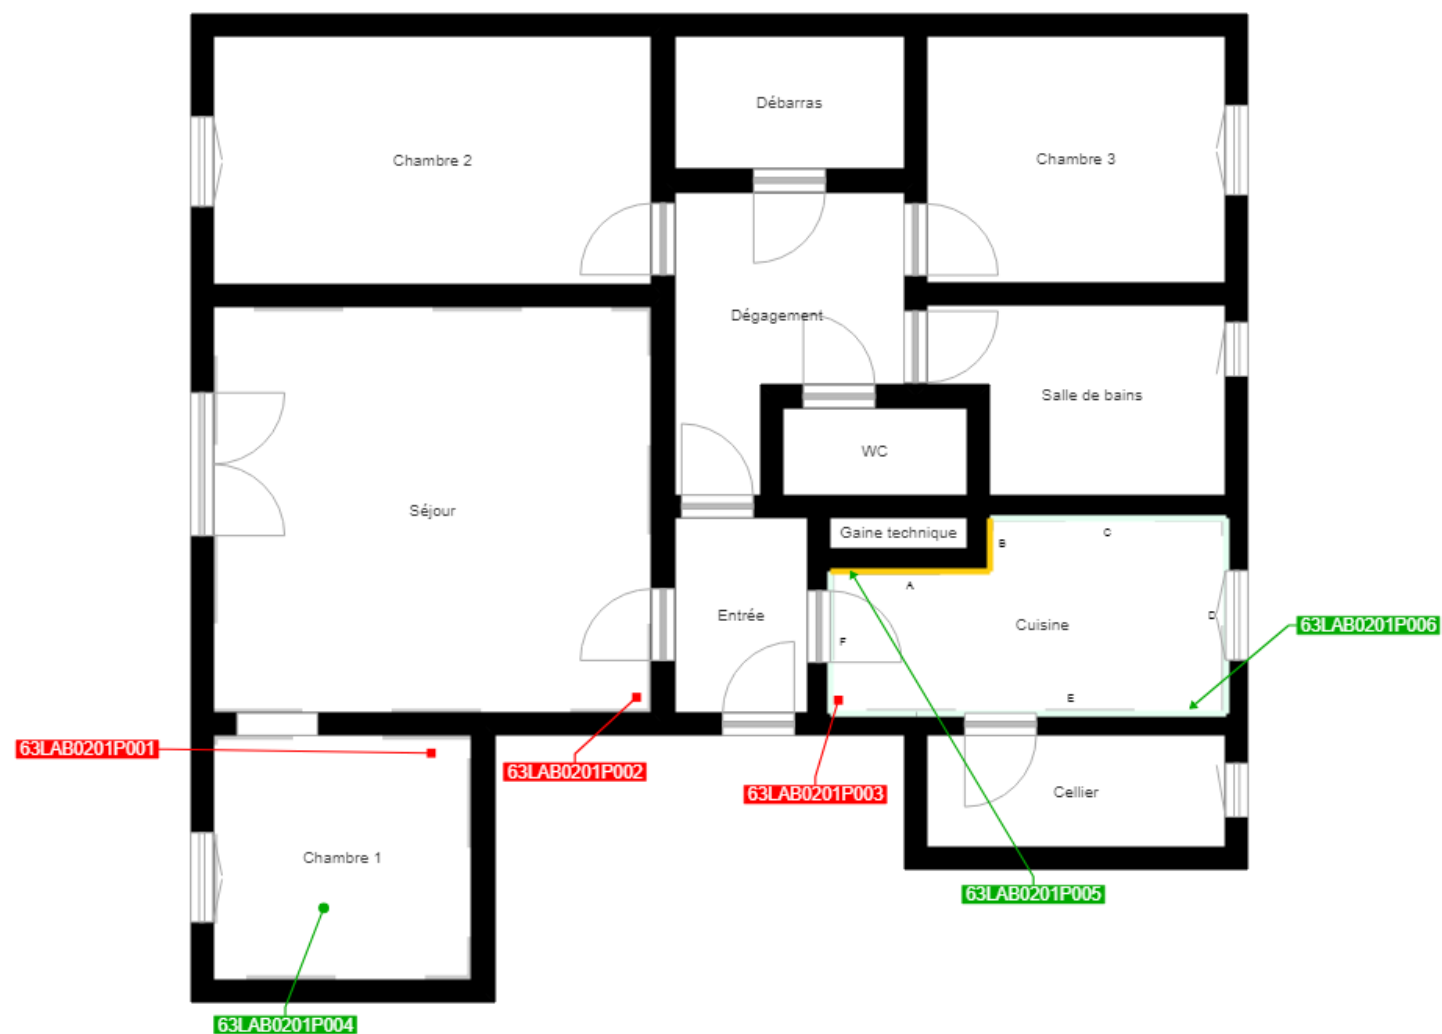 Débarras
Chambre 2
Chambre 3
Dégagement
Salle de bains
WC
Séjour
Gaine technique
B
C
A
Entrée
Cuisine
D
F
E
63LAB0201P006
63LAB0201P001
63LAB0201P002
63LAB0201P003
Cellier
Chambre 1
63LAB0201P005
63LAB0201P004